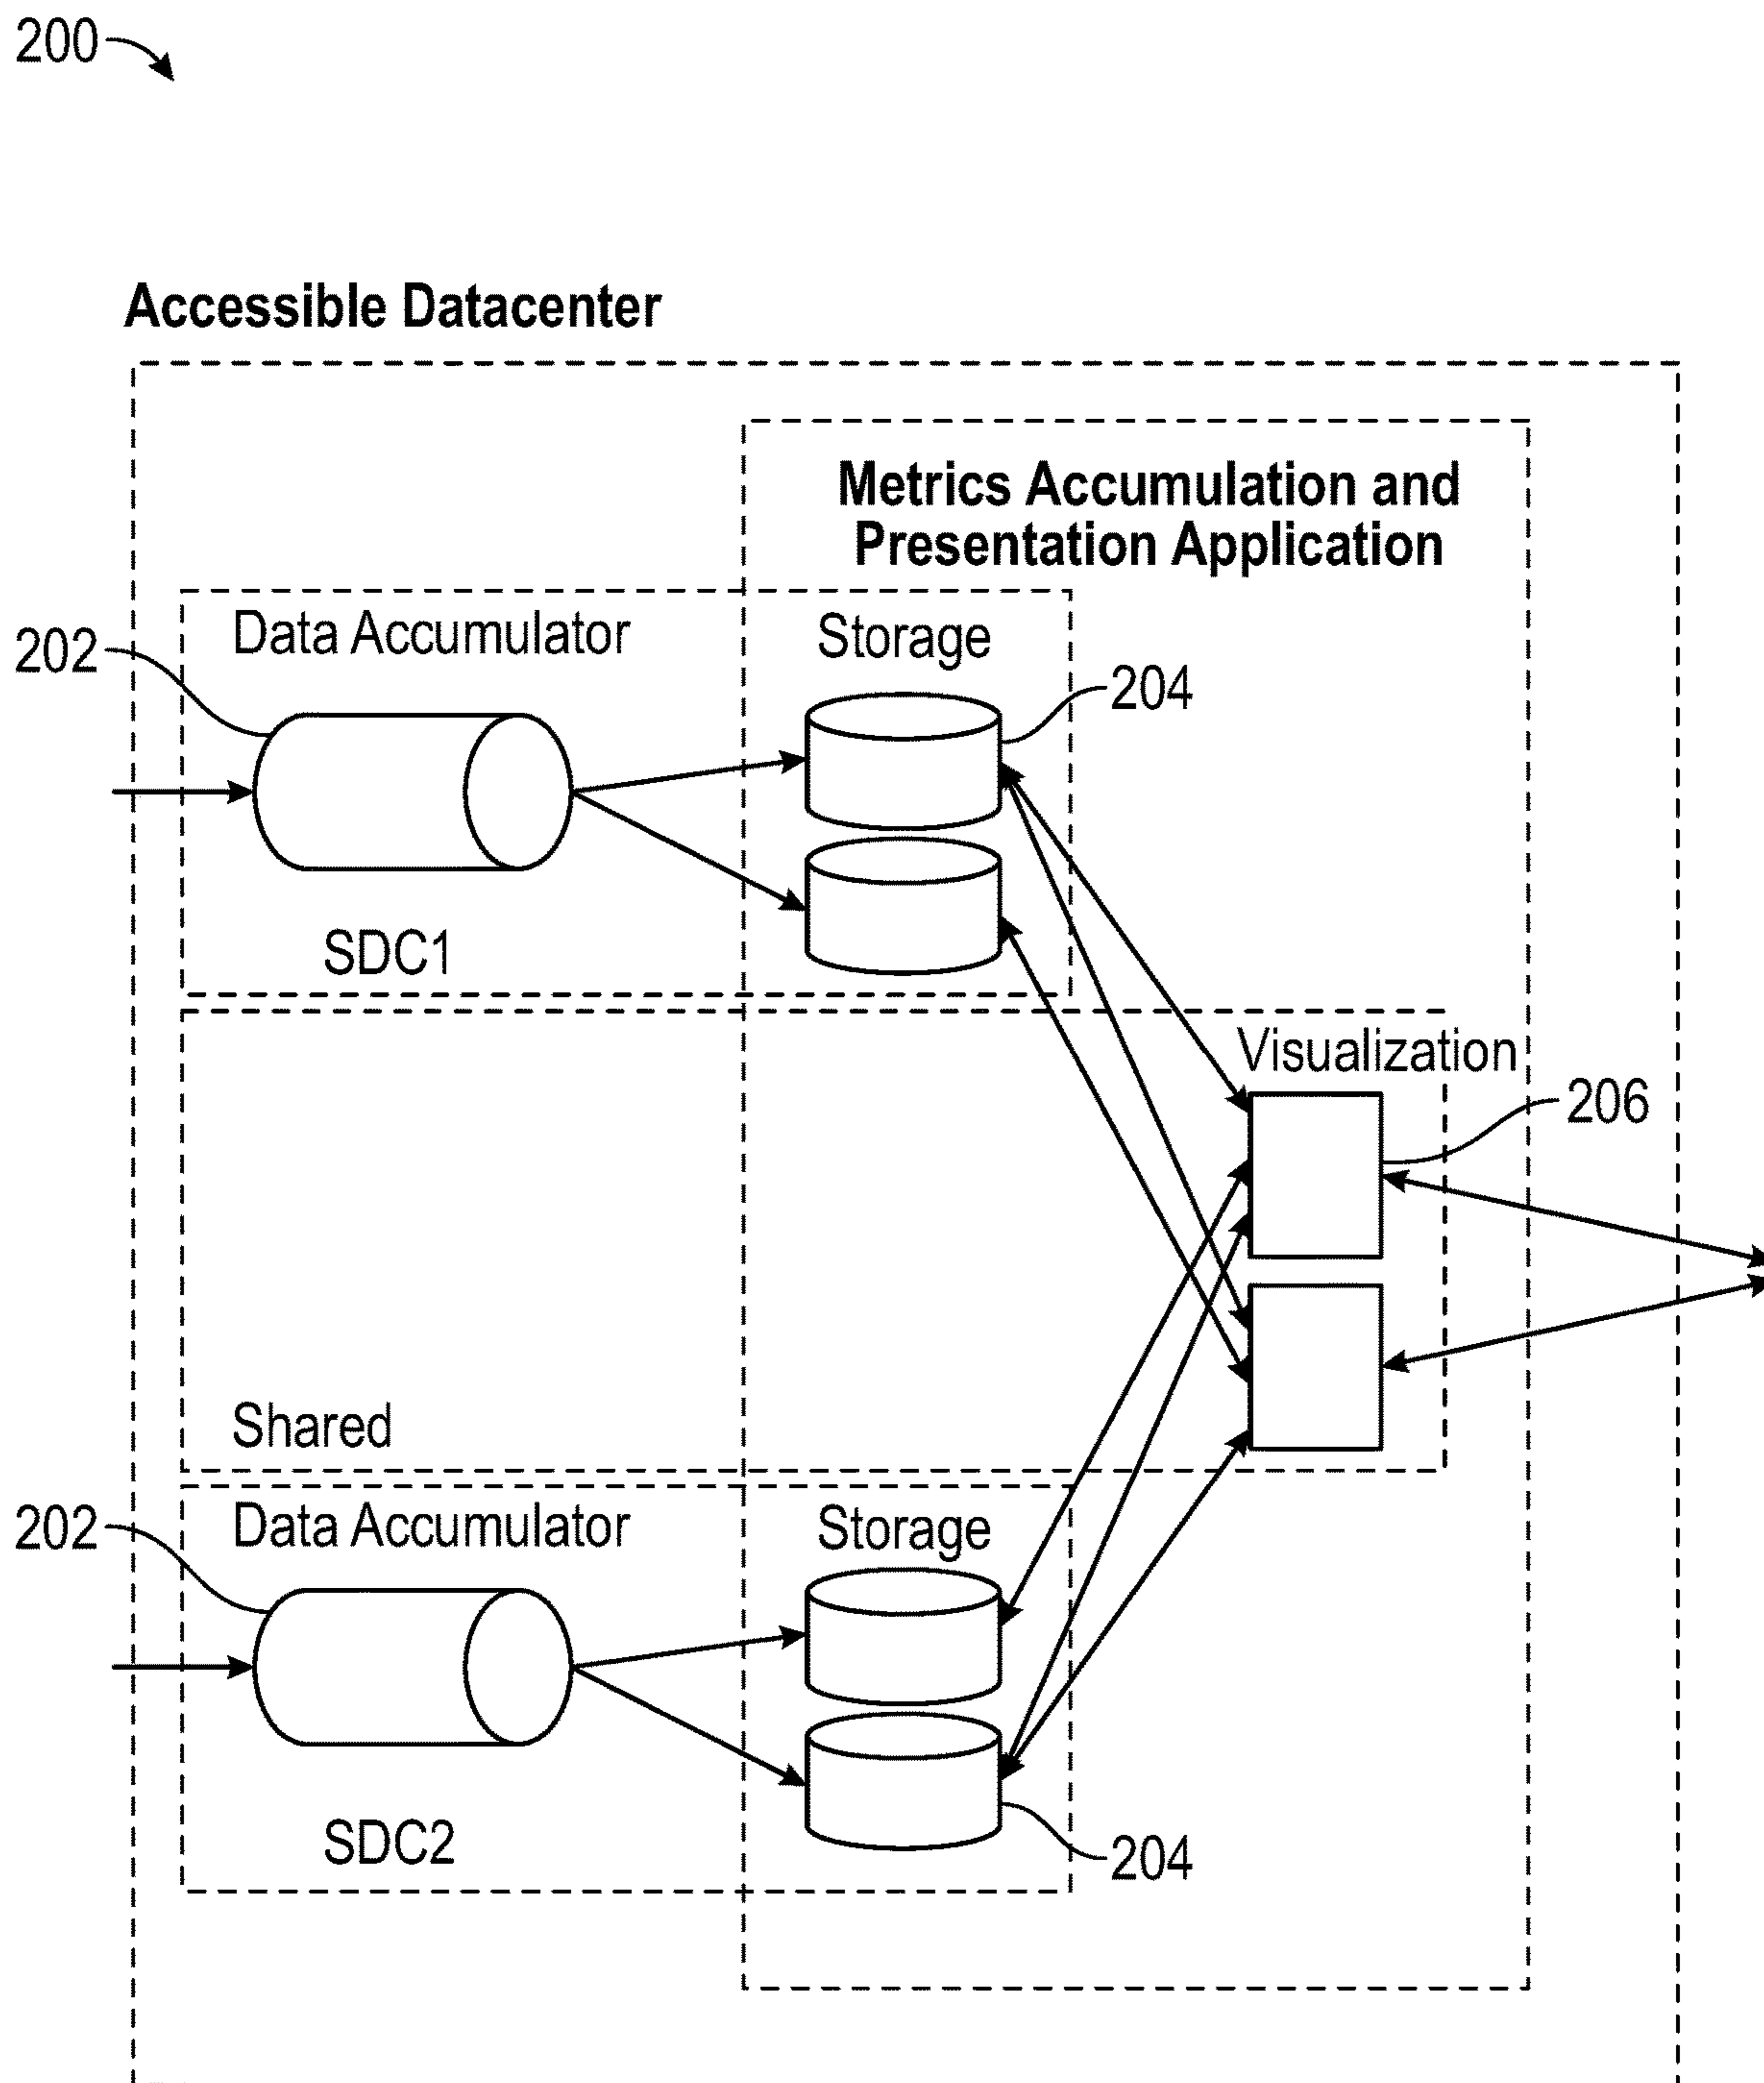 200
Accessible Datacenter
Metrics Accumulation and
Presentation Application
Data Accumulator
Storage
202
204
SDC1
Visualization
206
Shared
Data Accumulator
Storage
202
SDC2
204